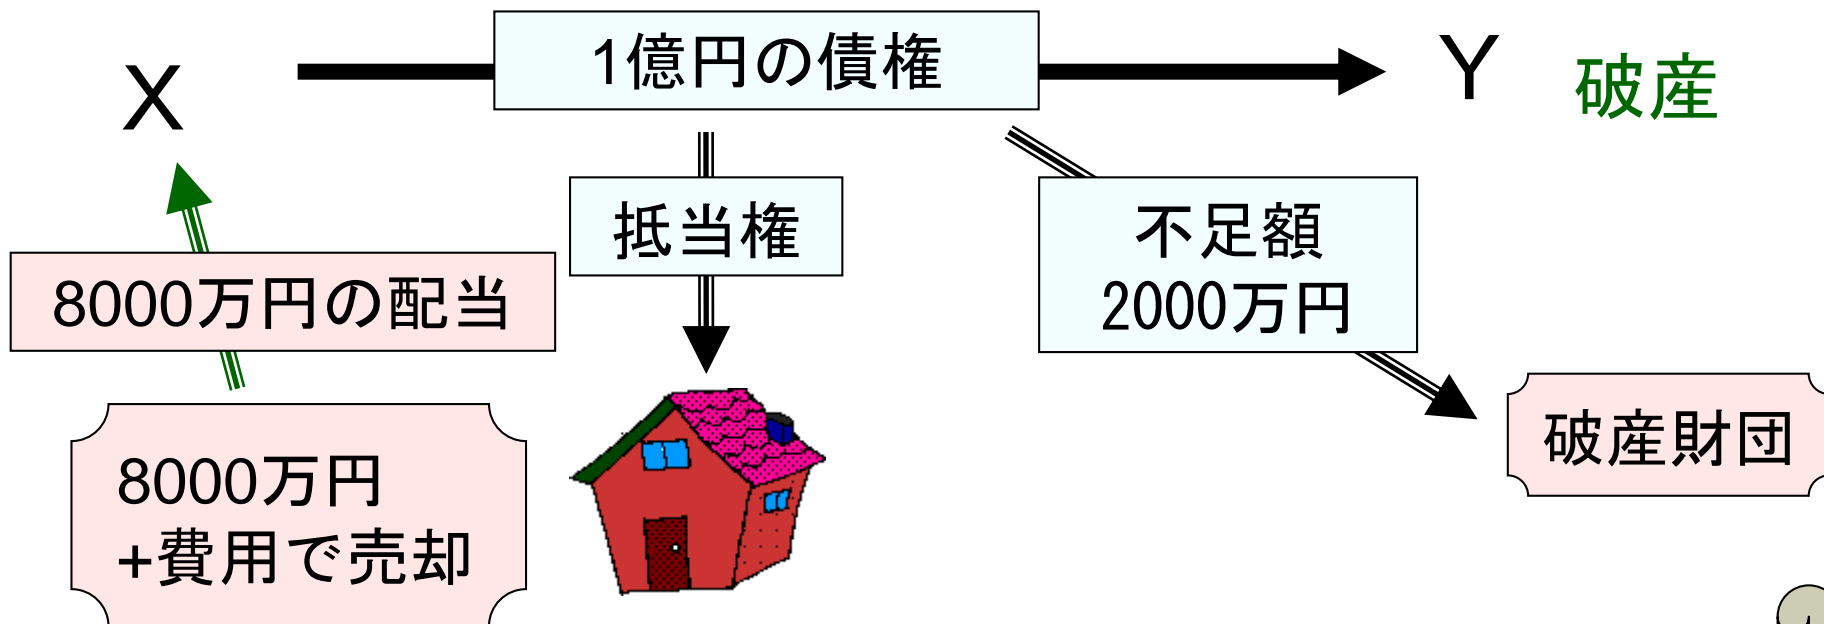 X
1億円の債権
Y
破産
抵当権
不足額
2000万円
8000万円の配当
8000万円
+費用で売却
破産財団